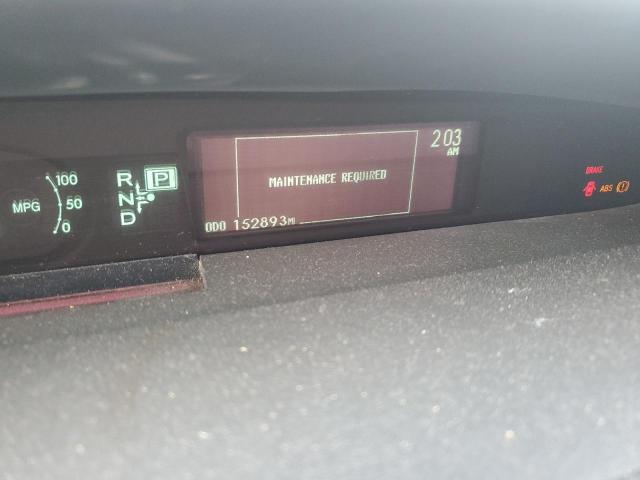 203
AM
MAINTENANCE REQUIRED
ODO 152893MI
100
50
0
MPG
R
N
D
P
BRAKE
ABS